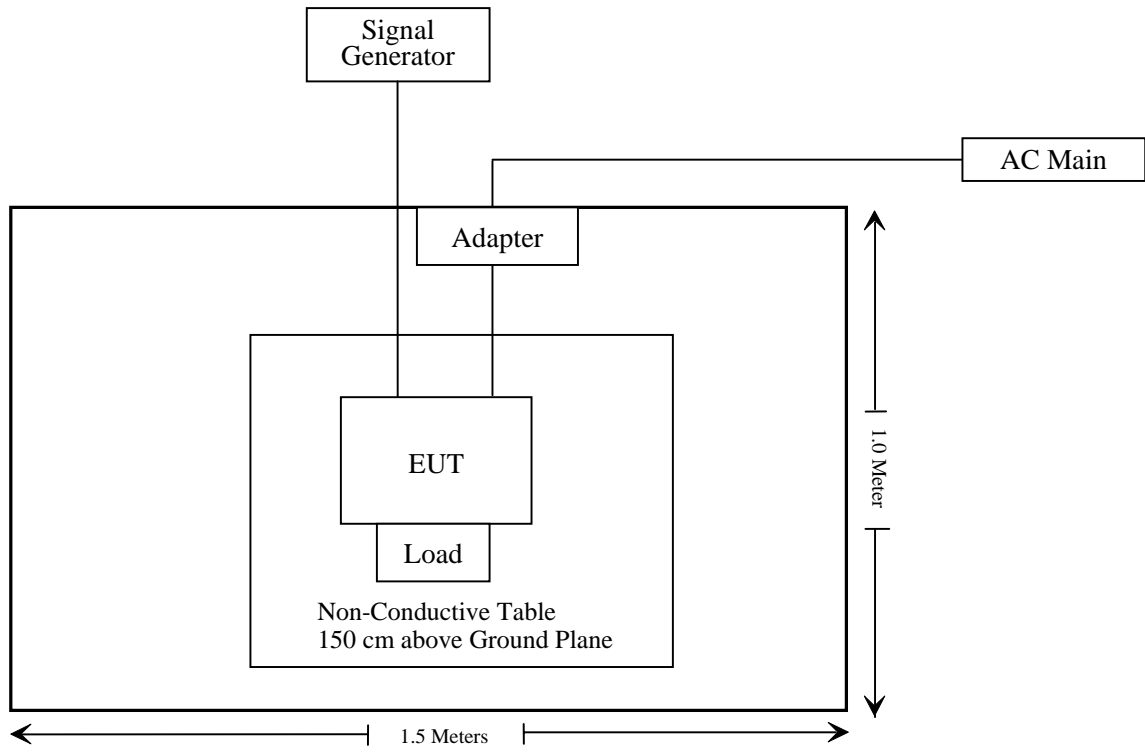 Signal
Generator
AC Main
Adapter
EUT
Load
Non-Conductive Table
150 cm above Ground Plane
1.0 Meter
1.5 Meters